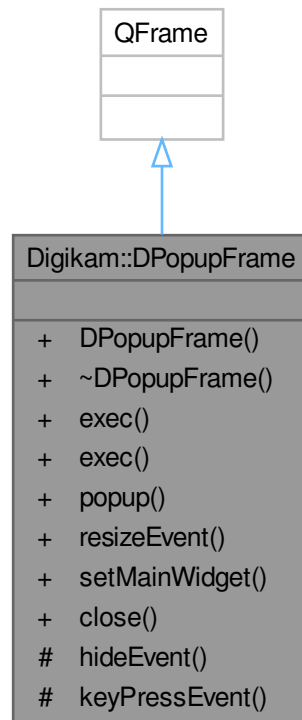 QFrame
Digikam::DPopupFrame
+ DPopupFrame()
+ ~DPopupFrame()
+ exec()
+ exec()
+ popup()
+ resizeEvent()
+ setMainWidget()
+ close()
# hideEvent()
# keyPressEvent()